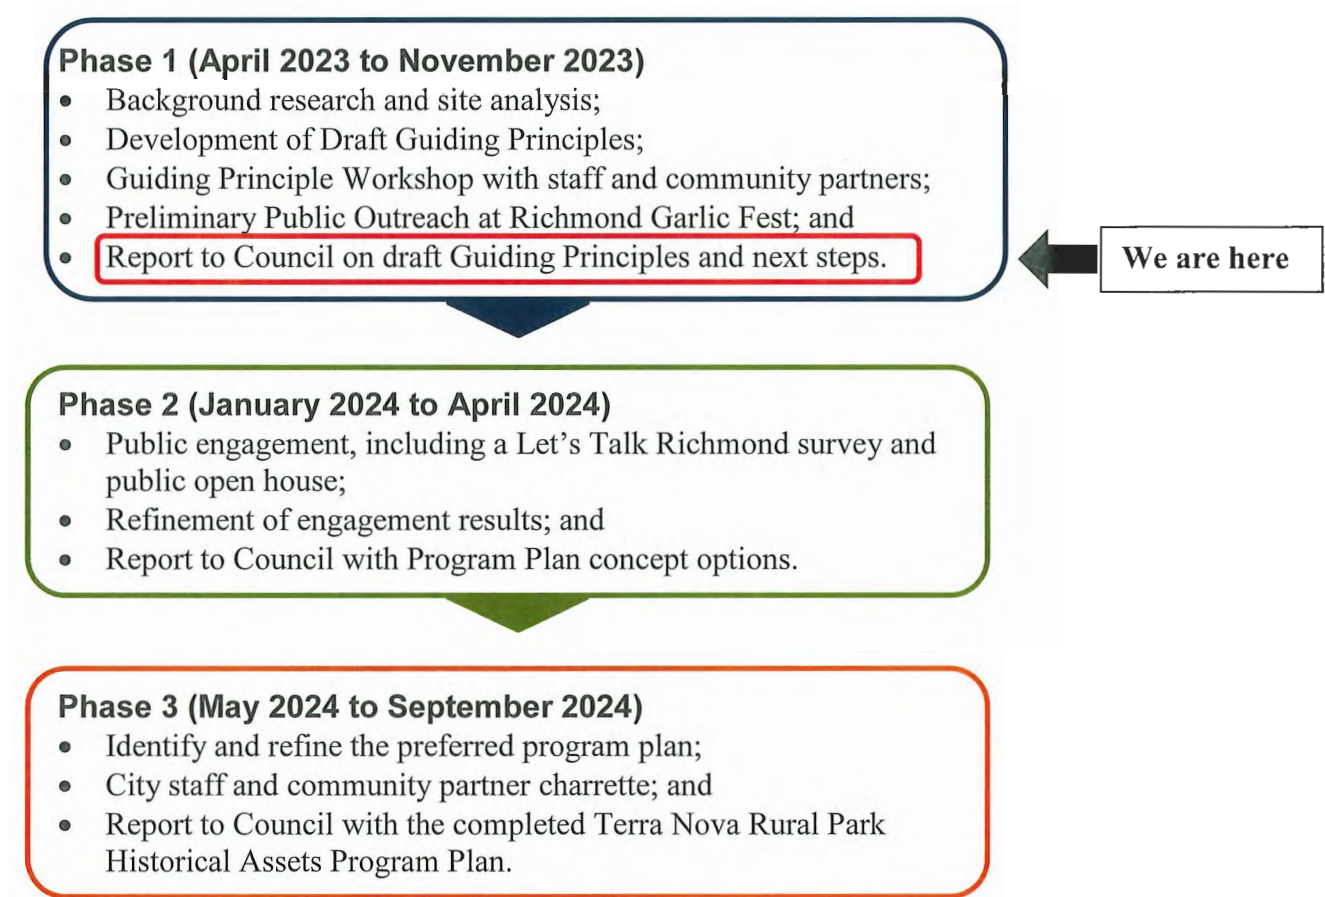 Phase 1 (April 2023 to November 2023)
• Background research and site analysis;
• Development of Draft Guiding Principles;
• Guiding Principle Workshop with staff and community partners;
• Preliminary Public Outreach at Richmond Garlic Fest; and
• Report to Council on draft Guiding Principles and next steps.
We are here
Phase 2 (January 2024 to April 2024)
• Public engagement, including a Let's Talk Richmond survey and
public open house;
• Refinement of engagement results; and
• Report to Council with Program Plan concept options.
Phase 3 (May 2024 to September 2024)
• Identify and refine the preferred program plan;
• City staff and community partner charrette; and
• Report to Council with the completed Terra Nova Rural Park
Historical Assets Program Plan.